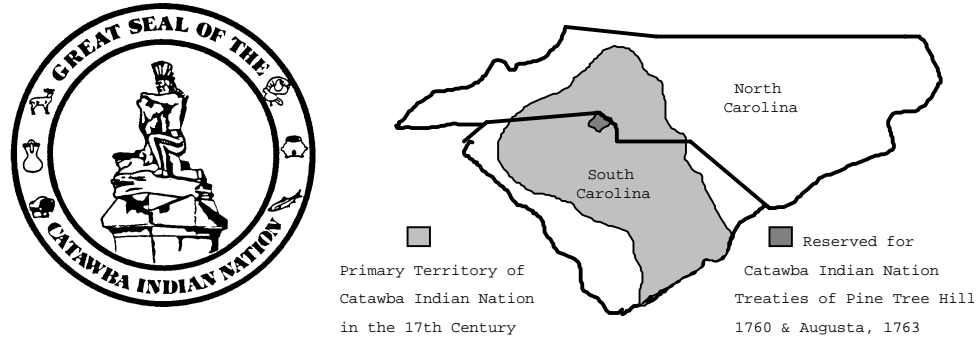 GREAT SEAL OF THE
CATAWBA INDIAN NATION
North
Carolina
South
Carolina
Primary Territory of
Catawba Indian Nation
in the 17th Century
Reserved for
Catawba Indian Nation
Treaties of Pine Tree Hill
1760 & Augusta, 1763